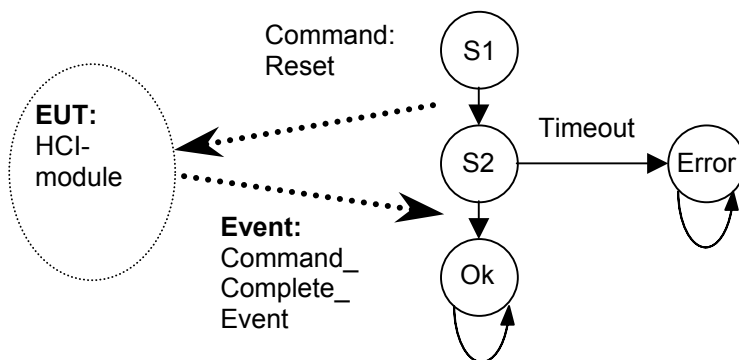 Command:
Reset
S1
EUT:
HCI-
module
Timeout
S2
Error
Event:
Command_
Complete_
Event
Ok